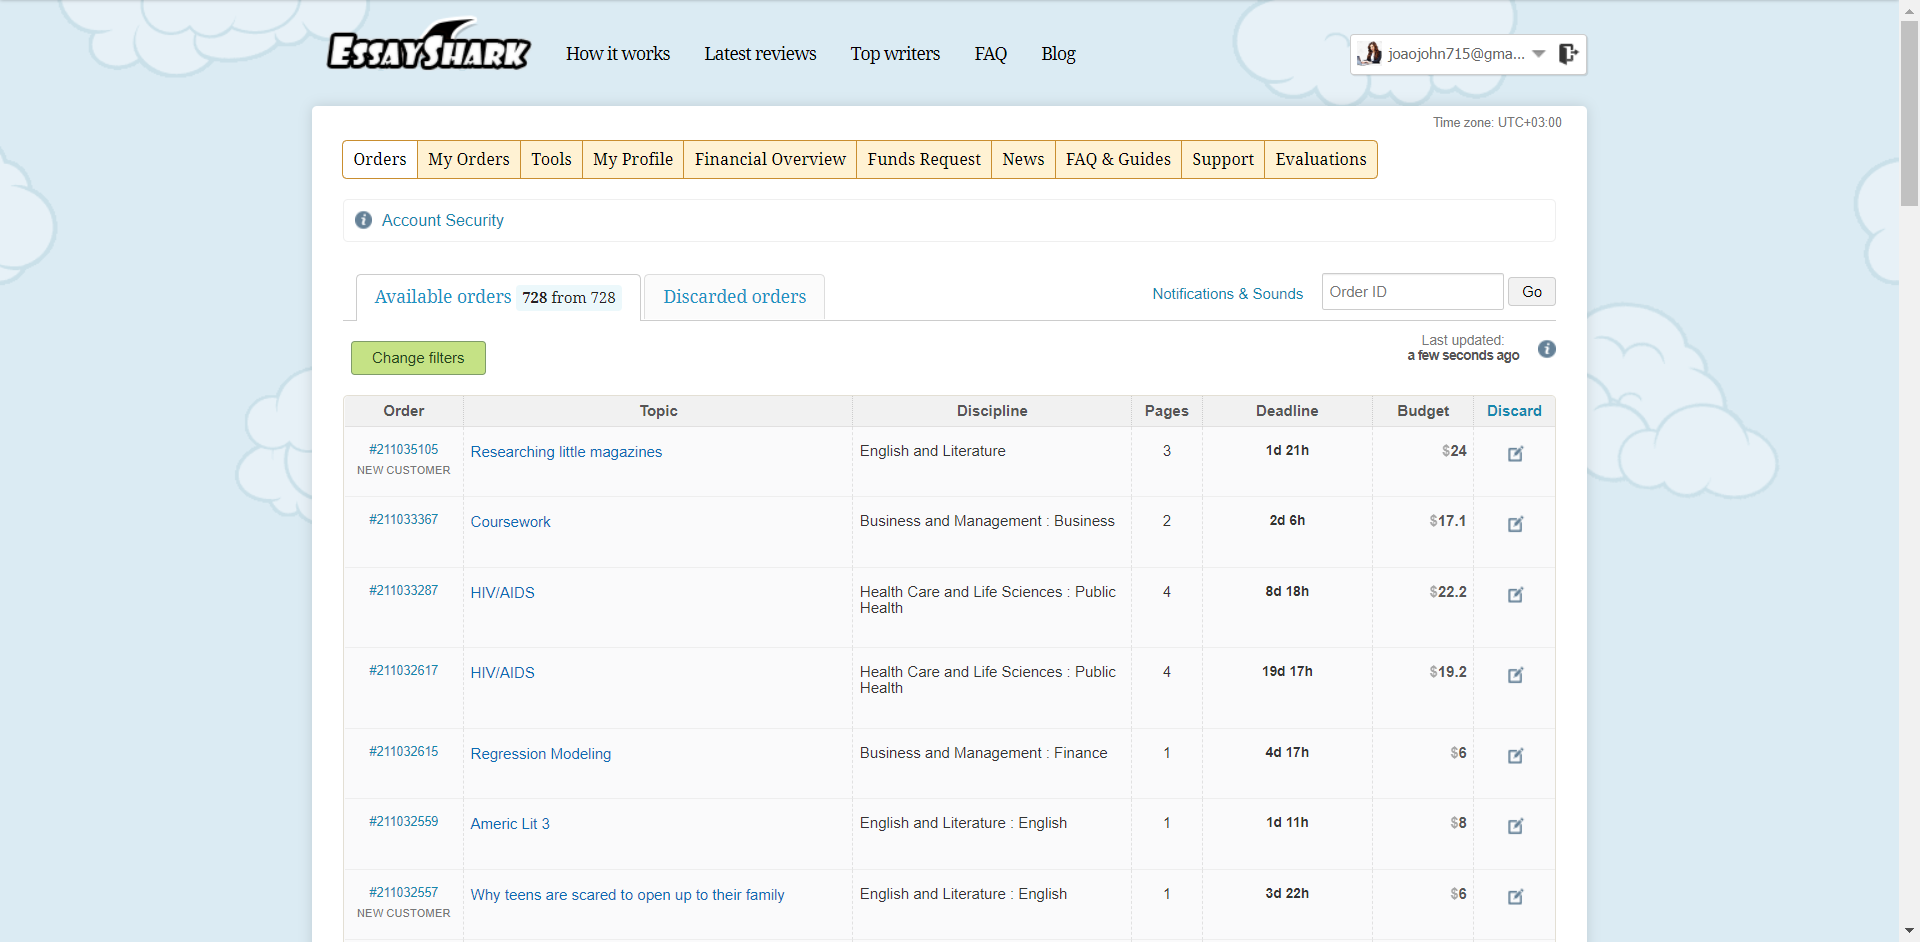 ESSAYSHARK How it works Latest reviews Top writers FAQ Blog joaojohn715@gma...
Time zone: UTC+03:00
Orders My Orders Tools My Profile Financial Overview Funds Request News FAQ & Guides Support Evaluations
Account Security
Available orders 728 from 728 Discarded orders Notifications & Sounds Order ID Go
Last updated:
a few seconds ago
Change filters
Order Topic Discipline Pages Deadline Budget Discard
#211035105 Researching little magazines English and Literature 3 1d 21h $24
NEW CUSTOMER
#211033367 Coursework Business and Management : Business 2 2d 6h $17.1
#211033287 HIV/AIDS Health Care and Life Sciences : Public 4 8d 18h $22.2
Health
#211032617 HIV/AIDS Health Care and Life Sciences : Public 4 19d 17h $19.2
Health
#211032615 Regression Modeling Business and Management : Finance 1 4d 17h $6
#211032559 Americ Lit 3 English and Literature : English 1 1d 11h $8
#211032557 Why teens are scared to open up to their family English and Literature : English 1 3d 22h $6
NEW CUSTOMER